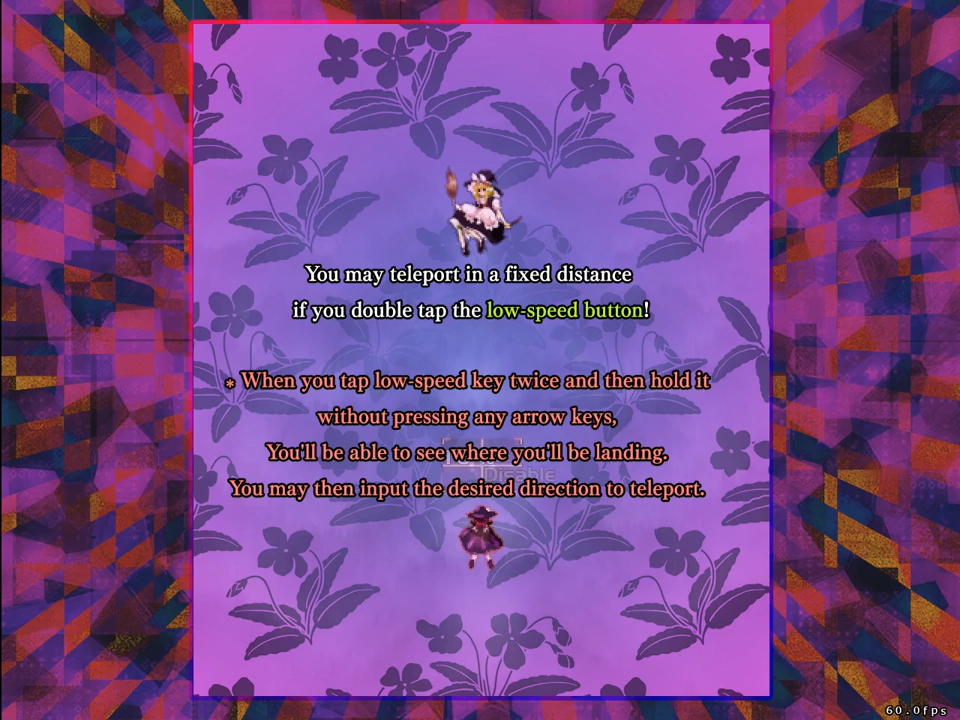 You may teleport in a fixed distance
if you double tap the low-speed button!
* When you tap low-speed key twice and then hold it
without pressing any arrow keys,
You'll be able to see where you'll be landing.
Disable
You may then input the desired direction to teleport.
60.0fps